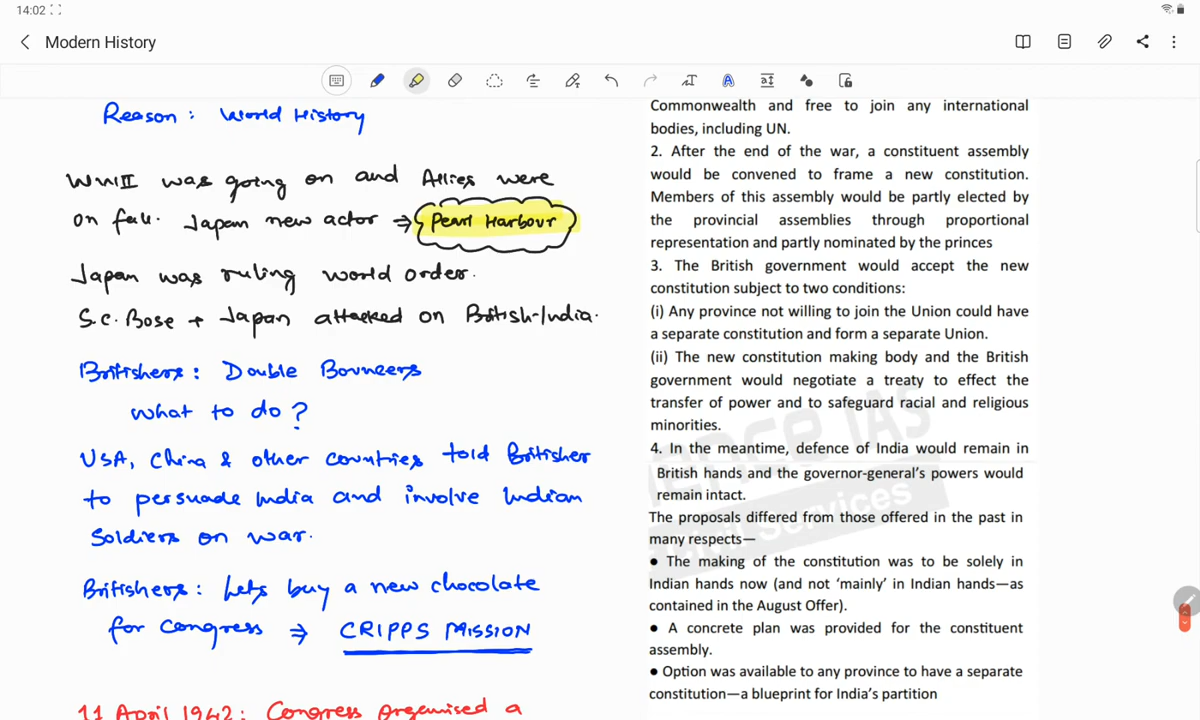 14:02
Modern History
Reason: World History
WWII was going on and Allies were
on fall. Japan new actor ⇒ Pearl Harbour
Japan was ruling world order.
S.C. Bose + Japan attacked on British-India.
Britishers: Double Bouncers
What to do?
USA, China & other countries told Britisher
to persuade India and involve Indian
Soldiers on war.
Britishers: Lets buy a new chocolate
for Congress ⇒ CRIPPS MISSION
11 April 1942: Congress organised a
Commonwealth and free to join any international
bodies, including UN.
2. After the end of the war, a constituent assembly
would be convened to frame a new constitution.
Members of this assembly would be partly elected by
the provincial assemblies through proportional
representation and partly nominated by the princes
3. The British government would accept the new
constitution subject to two conditions:
(i) Any province not willing to join the Union could have
a separate constitution and form a separate Union.
(ii) The new constitution making body and the British
government would negotiate a treaty to effect the
transfer of power and to safeguard racial and religious
minorities.
4. In the meantime, defence of India would remain in
British hands and the governor-general's powers would
remain intact.
The proposals differed from those offered in the past in
many respects—
● The making of the constitution was to be solely in
Indian hands now (and not 'mainly' in Indian hands—as
contained in the August Offer).
● A concrete plan was provided for the constituent
assembly.
● Option was available to any province to have a separate
constitution—a blueprint for India's partition